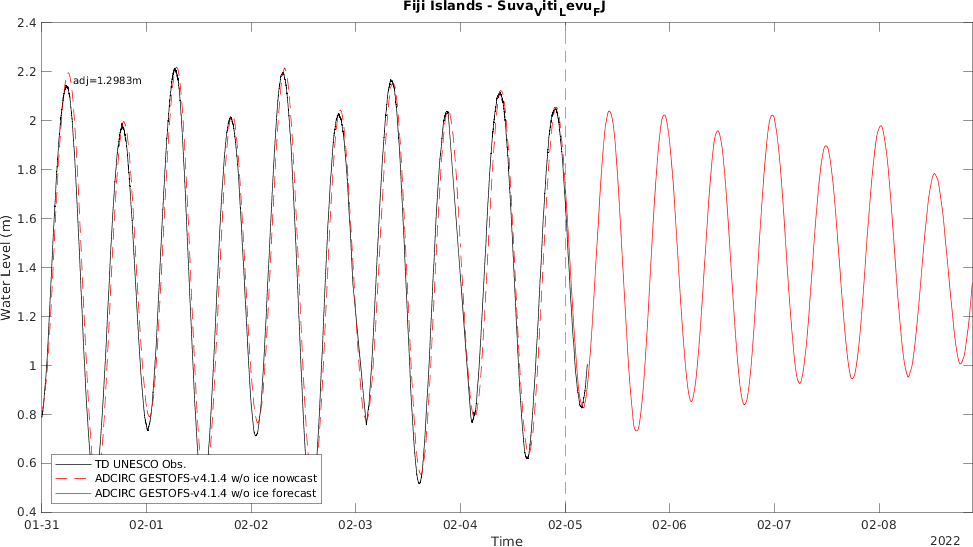 Fiji Islands - SuvaVitiLevuFJ
2.4
2.2
2
1.8
1.6
1.4
1.2
1
0.8
0.6
0.4
adj=1.2983m
Water Level (m)
TD UNESCO Obs.
ADCIRC GESTOFS-v4.1.4 w/o ice nowcast
ADCIRC GESTOFS-v4.1.4 w/o ice forecast
01-31 02-01 02-02 02-03 02-04 02-05 02-06 02-07 02-08
Time
2022